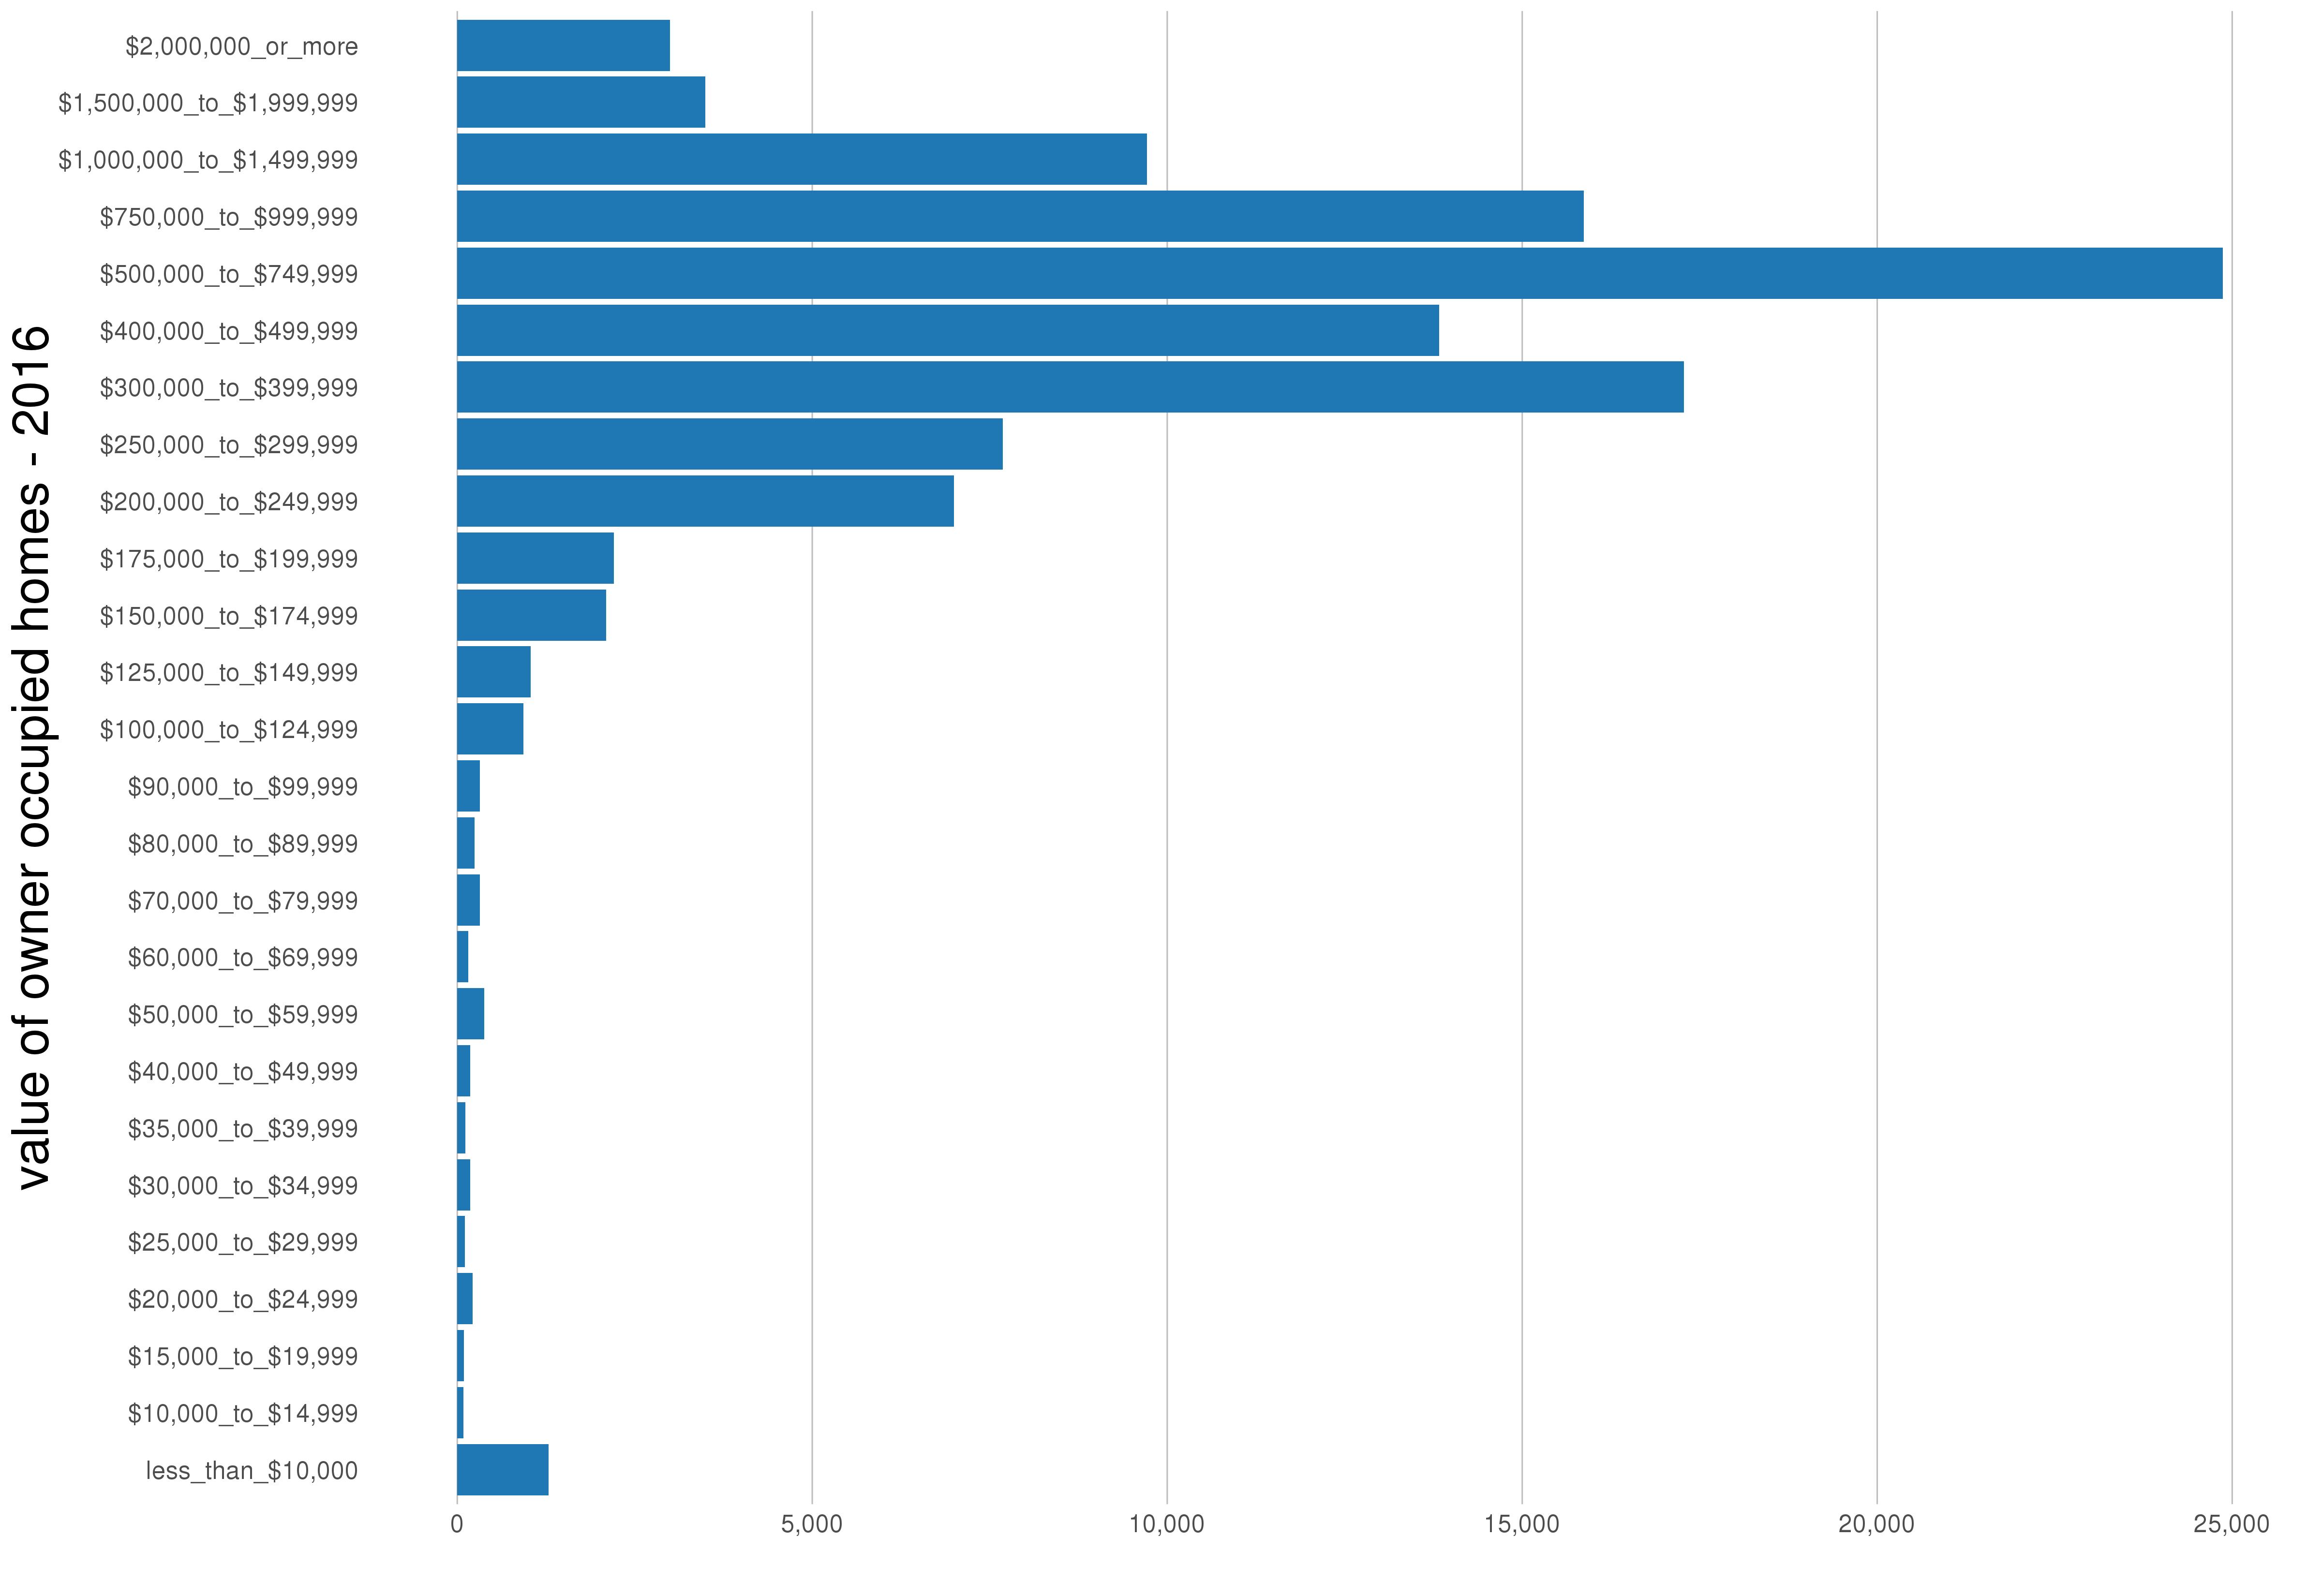 value of owner occupied homes - 2016
$2,000,000_or_more
$1,500,000_to_$1,999,999
$1,000,000_to_$1,499,999
$750,000_to_$999,999
$500,000_to_$749,999
$400,000_to_$499,999
$300,000_to_$399,999
$250,000_to_$299,999
$200,000_to_$249,999
$175,000_to_$199,999
$150,000_to_$174,999
$125,000_to_$149,999
$100,000_to_$124,999
$90,000_to_$99,999
$80,000_to_$89,999
$70,000_to_$79,999
$60,000_to_$69,999
$50,000_to_$59,999
$40,000_to_$49,999
$35,000_to_$39,999
$30,000_to_$34,999
$25,000_to_$29,999
$20,000_to_$24,999
$15,000_to_$19,999
$10,000_to_$14,999
less_than_$10,000
0 5,000 10,000 15,000 20,000 25,000